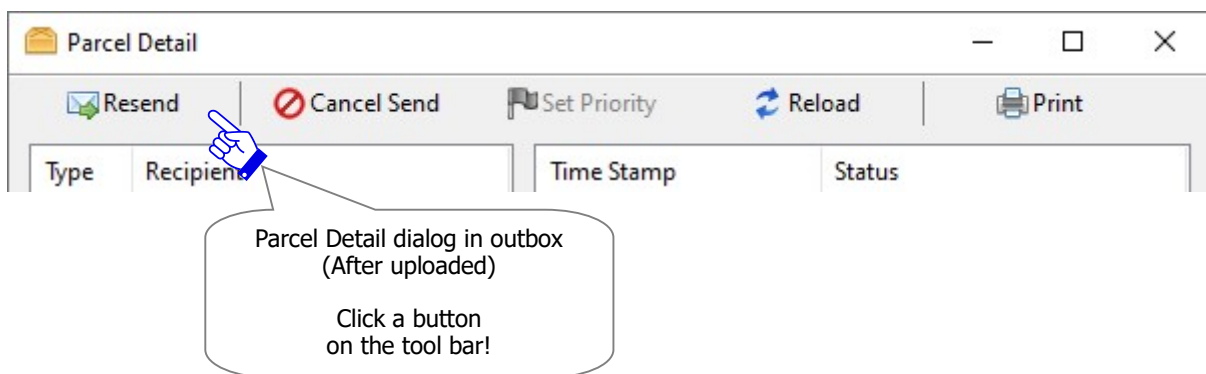 Parcel Detail
Resend Cancel Send Set Priority Reload Print
Type Recipient Time Stamp Status
Parcel Detail dialog in outbox
(After uploaded)
Click a button
on the tool bar!